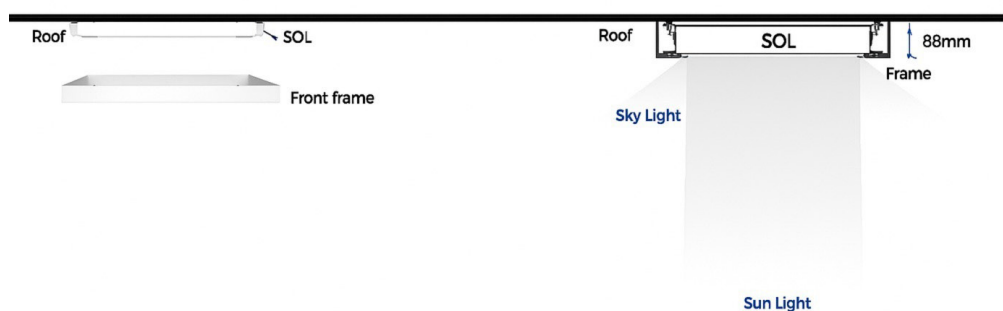 Roof
SOL
Front frame
Roof
SOL
88mm
Frame
Sky Light
Sun Light